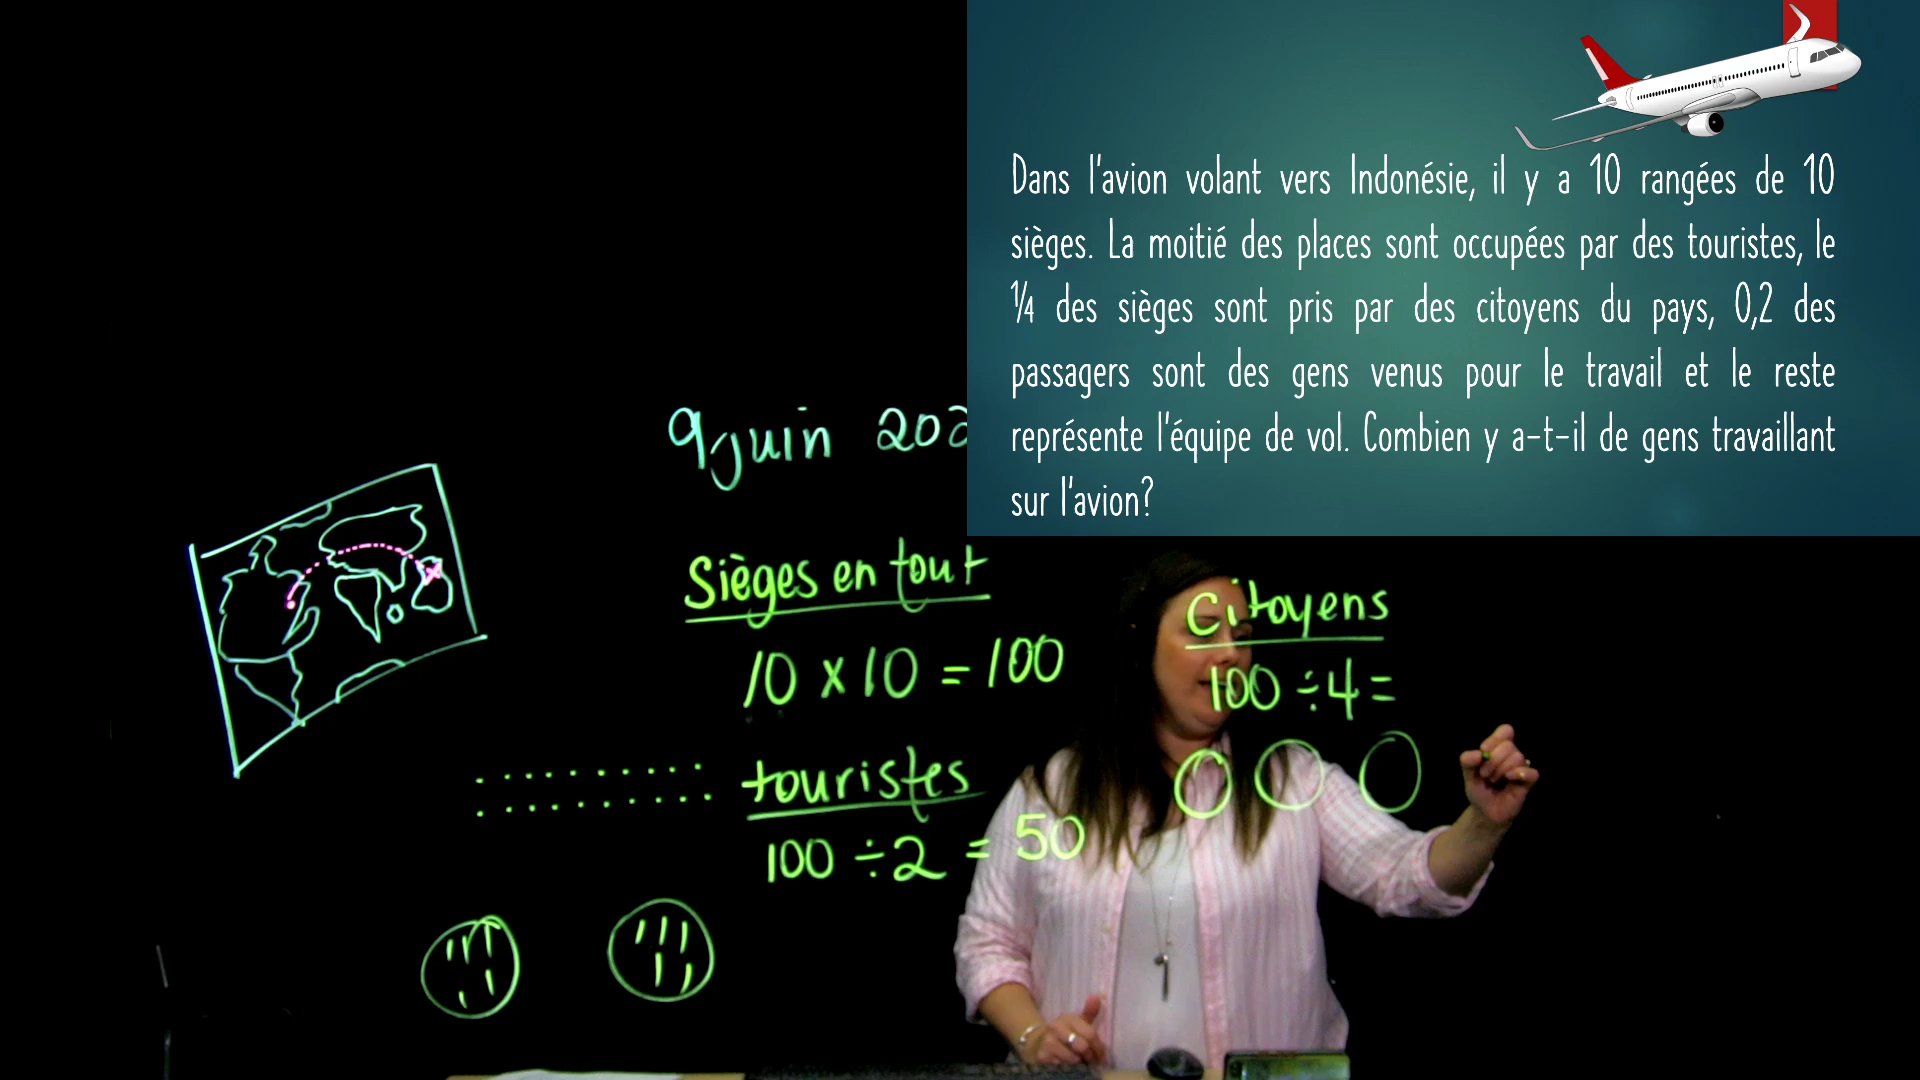 Dans l'avion volant vers Indonésie, il y a 10 rangées de 10
sièges. La moitié des places sont occupées par des touristes, le
¼ des sièges sont pris par des citoyens du pays, 0,2 des
passagers sont des gens venus pour le travail et le reste
représente l'équipe de vol. Combien y a-t-il de gens travaillant
sur l'avion?
9 juin
Sièges en tout
10 x 10 = 100
touristes
100 ÷ 2 = 50
Citoyens
100 ÷ 4 =